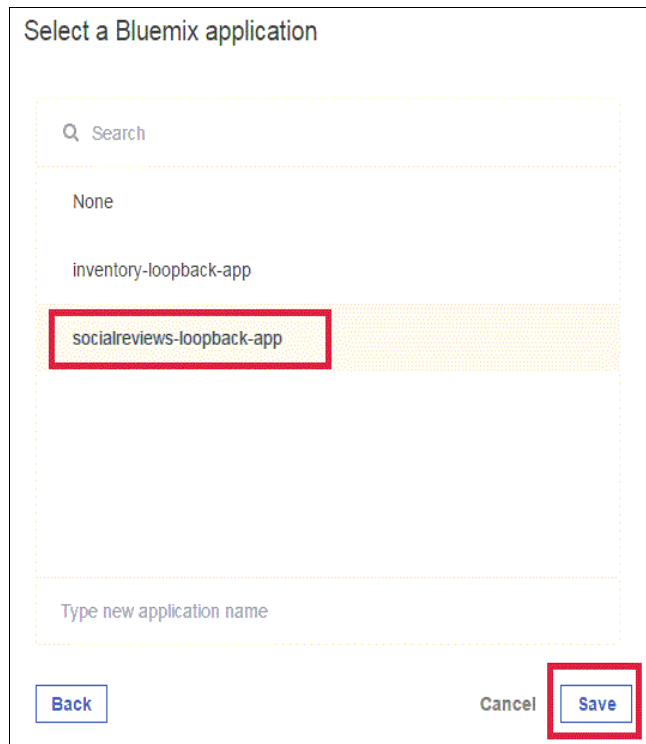 Select a Bluemix application
Search
None
inventory-loopback-app
socialreviews-loopback-app
Type new application name
Back
Cancel
Save